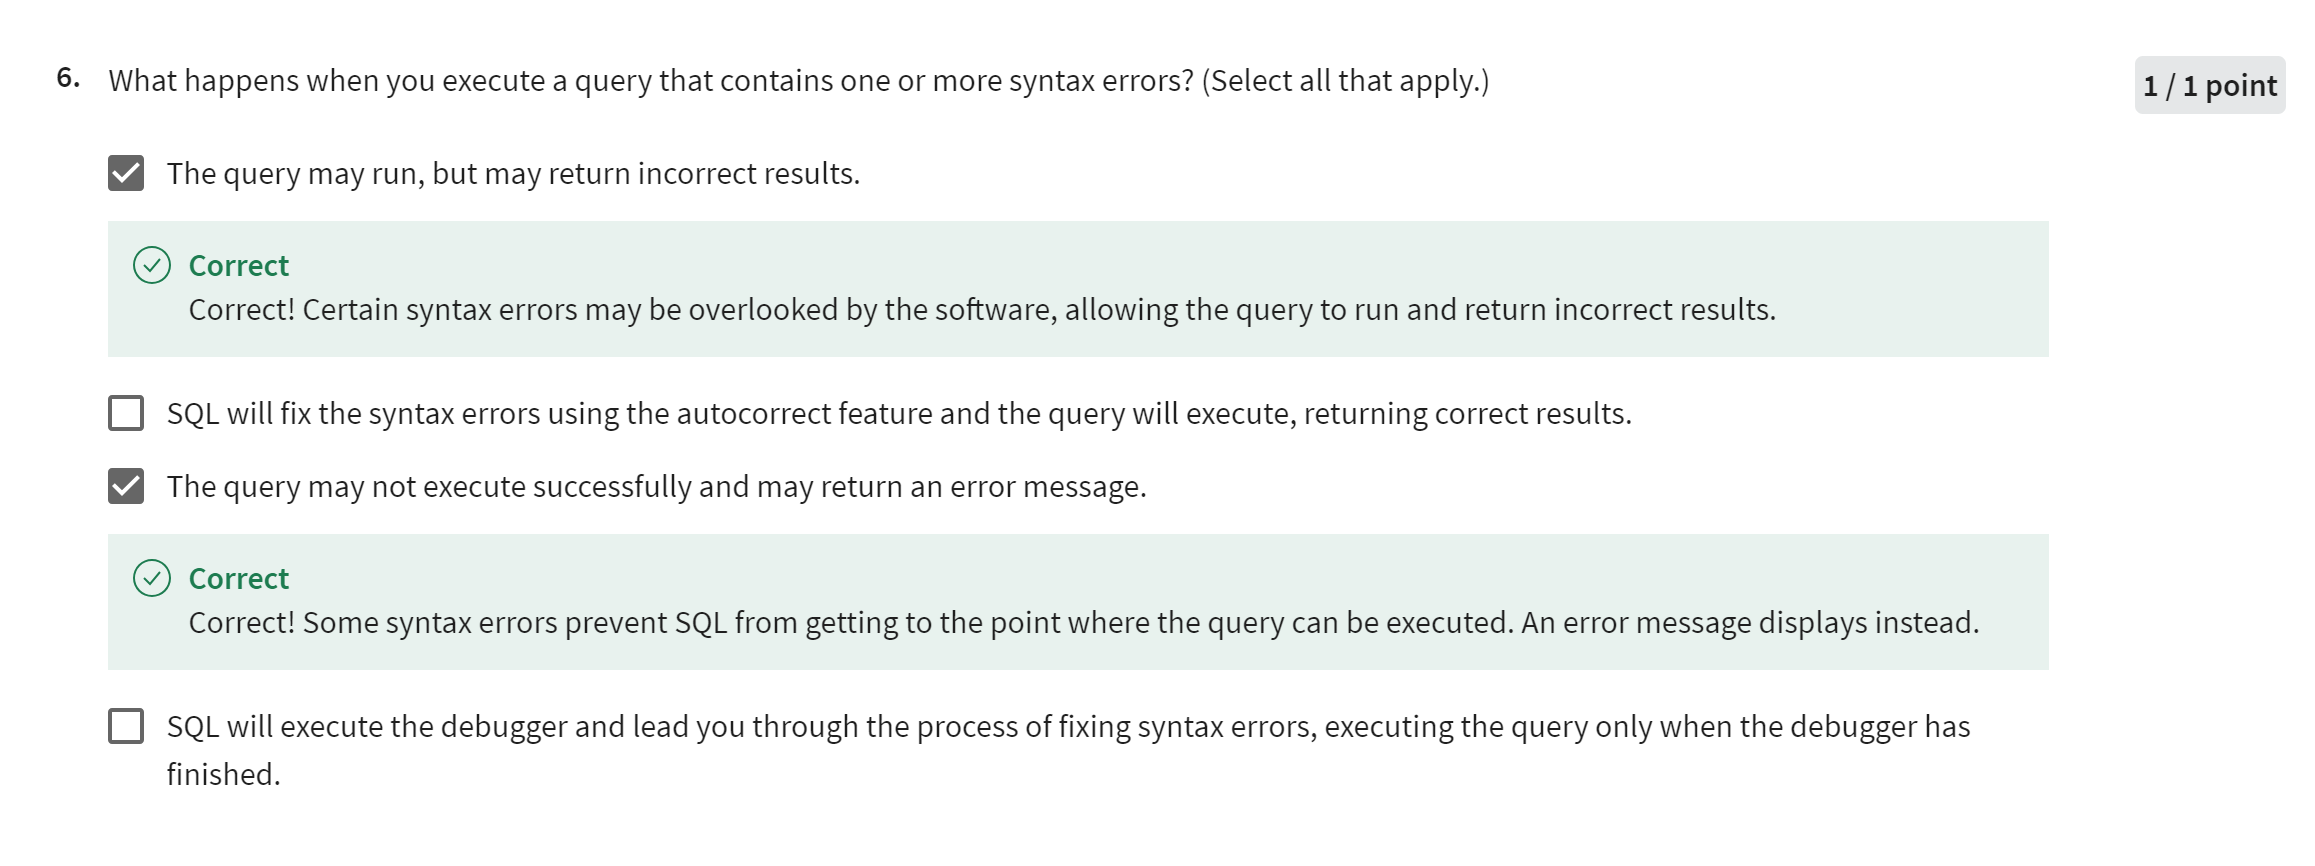 6. What happens when you execute a query that contains one or more syntax errors? (Select all that apply.)
1 / 1 point
The query may run, but may return incorrect results.
Correct
Correct! Certain syntax errors may be overlooked by the software, allowing the query to run and return incorrect results.
SQL will fix the syntax errors using the autocorrect feature and the query will execute, returning correct results.
The query may not execute successfully and may return an error message.
Correct
Correct! Some syntax errors prevent SQL from getting to the point where the query can be executed. An error message displays instead.
SQL will execute the debugger and lead you through the process of fixing syntax errors, executing the query only when the debugger has
finished.